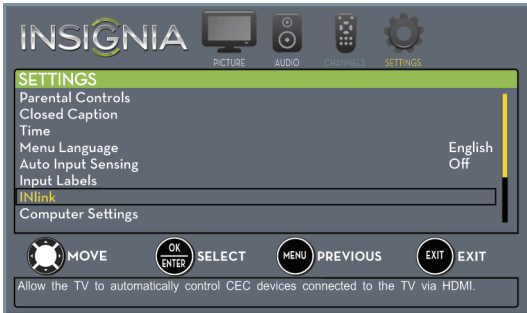 INSIGNIA
PICTURE AUDIO CHANNELS SETTINGS
SETTINGS
Parental Controls
Closed Caption
Time
Menu Language English
Auto Input Sensing Off
Input Labels
INlink
Computer Settings
MOVE OK ENTER SELECT MENU PREVIOUS EXIT EXIT
Allow the TV to automatically control CEC devices connected to the TV via HDMI.